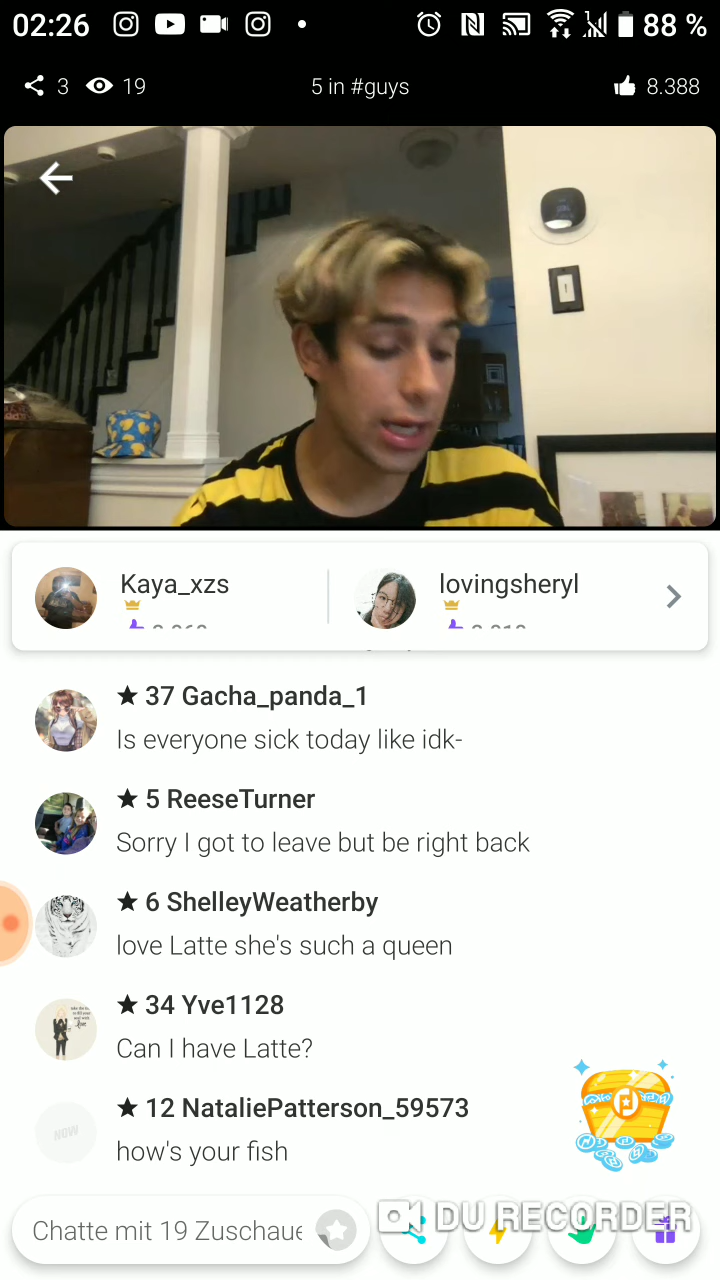 02:26
88 %
3
19
5 in #guys
8.388
Kaya_xzs
lovingsheryl
37 Gacha_panda_1
Is everyone sick today like idk-
5 ReeseTurner
Sorry I got to leave but be right back
6 ShelleyWeatherby
love Latte she's such a queen
34 Yve1128
Can I have Latte?
12 NataliePatterson_59573
NOW
how's your fish
Chatte mit 19 Zuschaue
DU RECORDER